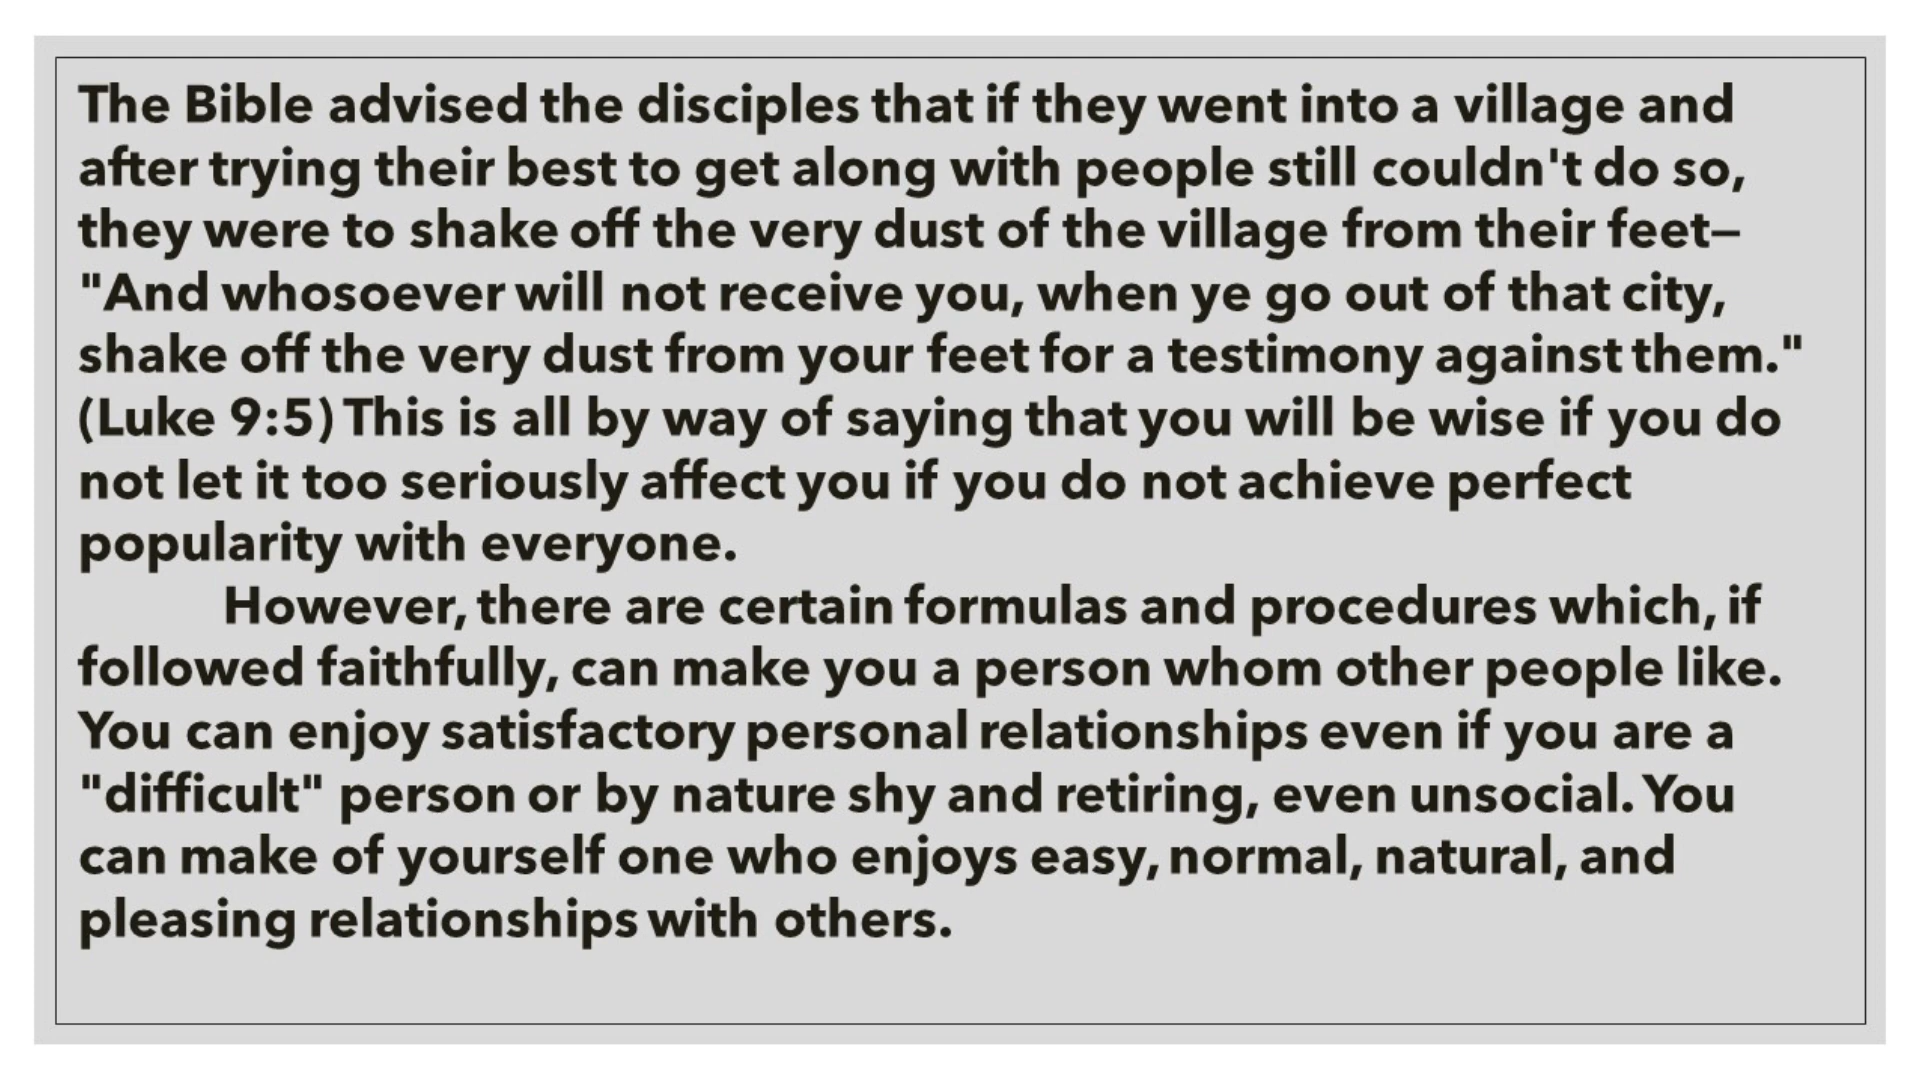 The Bible advised the disciples that if they went into a village and
after trying their best to get along with people still couldn't do so,
they were to shake off the very dust of the village from their feet—
"And whosoever will not receive you, when ye go out of that city,
shake off the very dust from your feet for a testimony against them."
(Luke 9:5) This is all by way of saying that you will be wise if you do
not let it too seriously affect you if you do not achieve perfect
popularity with everyone.
However, there are certain formulas and procedures which, if
followed faithfully, can make you a person whom other people like.
You can enjoy satisfactory personal relationships even if you are a
"difficult" person or by nature shy and retiring, even unsocial. You
can make of yourself one who enjoys easy, normal, natural, and
pleasing relationships with others.